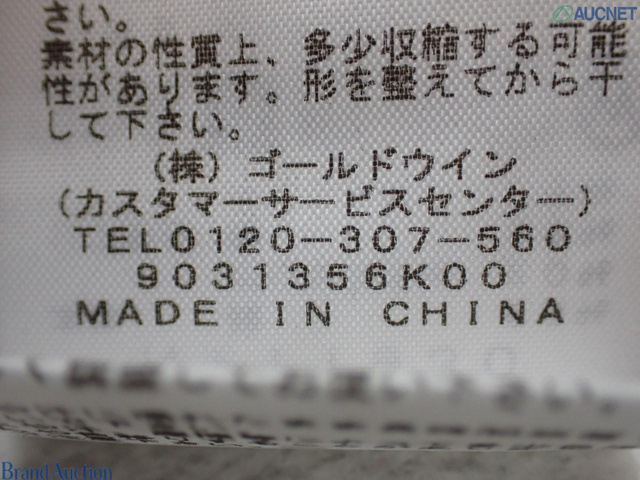 AUCNET
さい。
素材の性質上、多少収縮する可能
性があります。形を整えてから干
して下さい。
(株) ゴールドウイン
(カスタマーサービスセンター)
TEL0120-307-560
9031356K00
MADE IN CHINA
Brand Auction